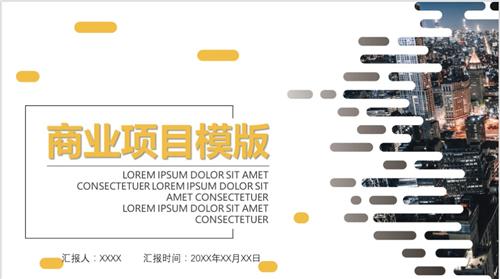 商业项目模版
LOREM IPSUM DOLOR SIT AMET
CONSECTETUER LOREM IPSUM DOLOR SIT
AMET CONSECTETUER
LOREM IPSUM DOLOR SIT AMET
CONSECTETUER
汇报人：XXXX 汇报时间：20XX年XX月XX日